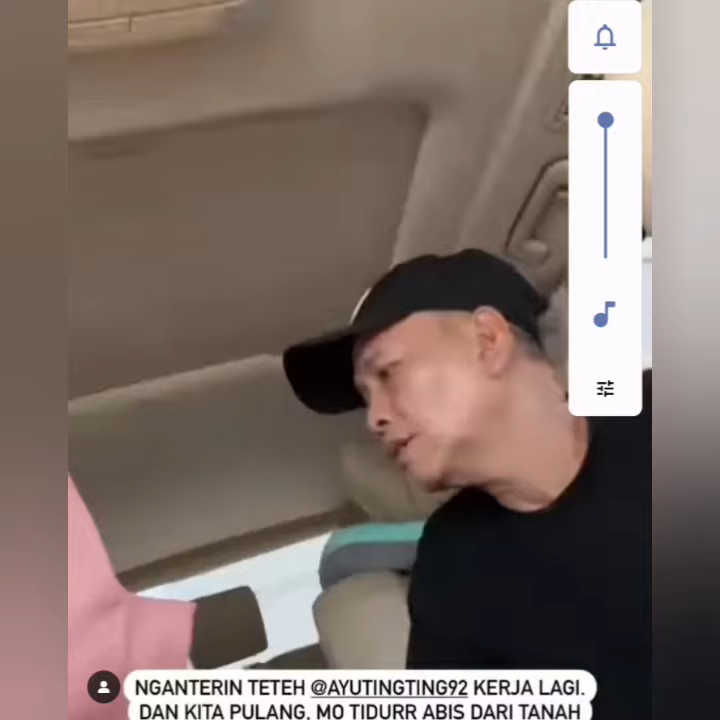 NGANTERIN TETEH @AYUTINGTING92 KERJA LAGI.
DAN KITA PULANG, MO TIDURR ABIS DARI TANAH